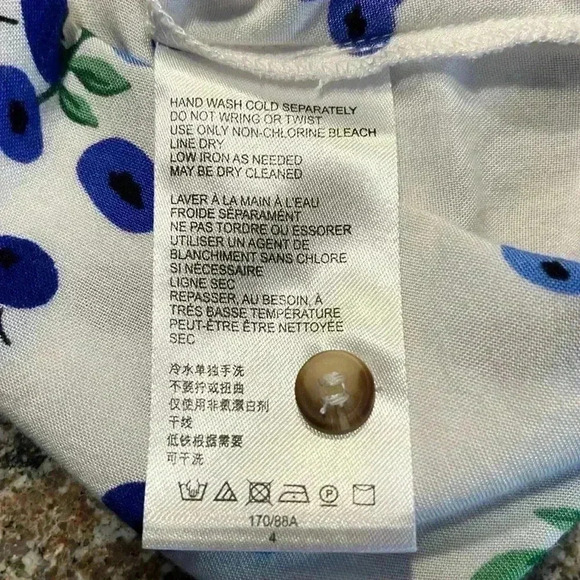 HAND WASH COLD SEPARATELY
DO NOT WRING OR TWIST
USE ONLY NON-CHLORINE BLEACH
LINE DRY
LOW IRON AS NEEDED
MAY BE DRY CLEANED
LAVER À LA MAIN À L'EAU
FROIDE SÉPARAMÉNT
NE PAS TORDRE OU ESSORER
UTILISER UN AGENT DE
BLANCHIMENT SANS CHLORE
SI NÉCESSAIRE
LIGNE SEC
REPASSER, AU BESOIN, À
TRÉS BASSE TEMPÉRATURE
PEUT-ÊTRE ÊTRE NETTOYÉE
SEC
冷水单独手洗
不要拧或扭曲
仅使用非氯漂白剂
干线
低铁根据需要
可干洗
P
170/88A
4